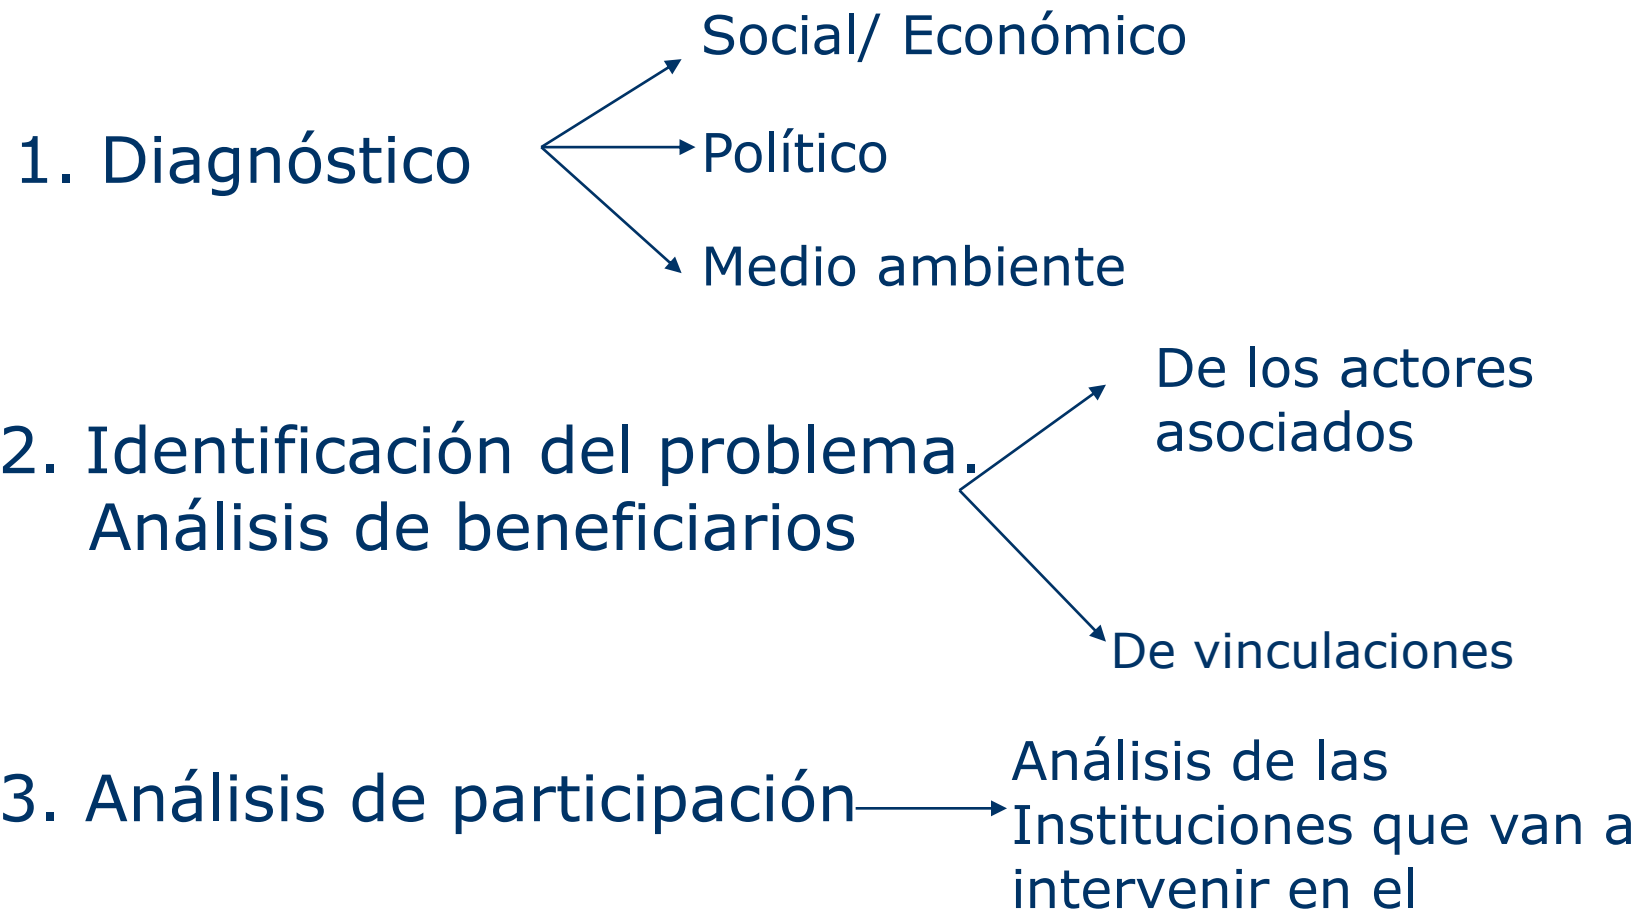 Social/ Económico
1. Diagnóstico
Político
Medio ambiente
De los actores
asociados
2. Identificación del problema.
Análisis de beneficiarios
De vinculaciones
3. Análisis de participación
Análisis de las
Instituciones que van a
intervenir en el